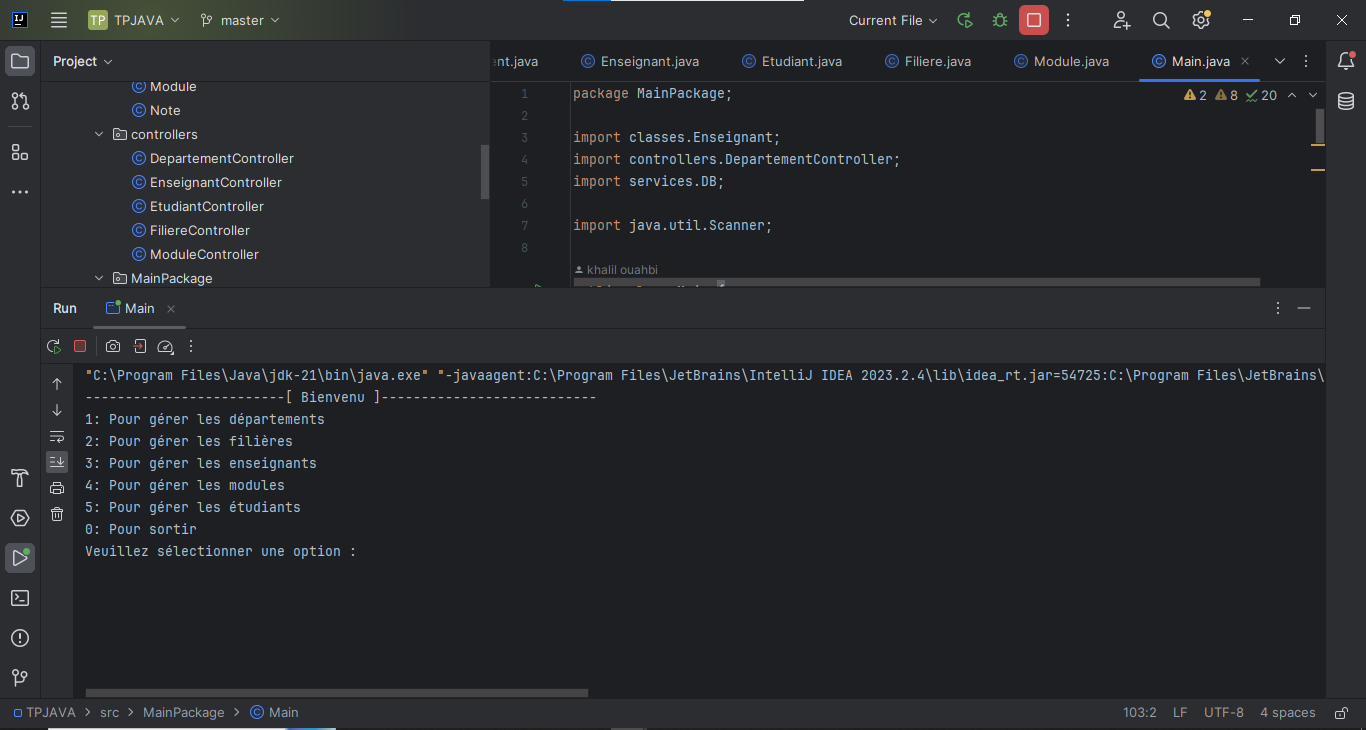 TP TPJAVA master Current File
Project
ent.java Enseignant.java Etudiant.java Filiere.java Module.java Main.java
Module
Note
controllers
DepartementController
EnseignantController
EtudiantController
FiliereController
ModuleController
MainPackage
1 package MainPackage;
2
3 import classes.Enseignant;
4 import controllers.DepartementController;
5 import services.DB;
6
7 import java.util.Scanner;
8
khalil ouahbi
2 8 20
Run Main
"C:\Program Files\Java\jdk-21\bin\java.exe" "-javaagent:C:\Program Files\JetBrains\IntelliJ IDEA 2023.2.4\lib\idea_rt.jar=54725:C:\Program Files\JetBrains\
-------------------------[ Bienvenu ]---------------------------
1: Pour gérer les départements
2: Pour gérer les filières
3: Pour gérer les enseignants
4: Pour gérer les modules
5: Pour gérer les étudiants
0: Pour sortir
Veuillez sélectionner une option :
TPJAVA > src > MainPackage > Main
103:2 LF UTF-8 4 spaces